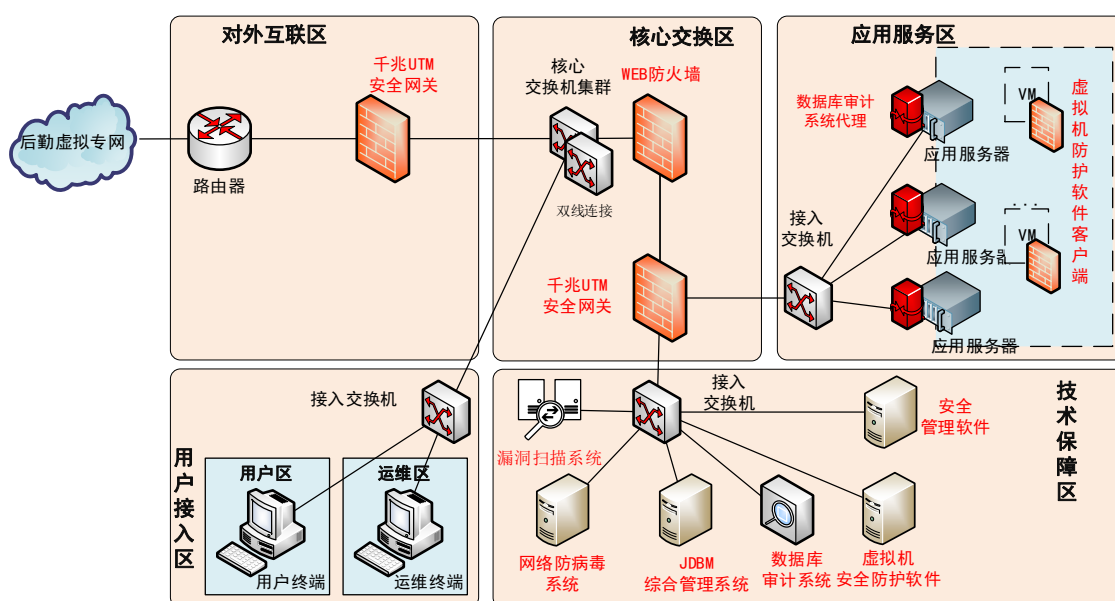 对外互联区
核心交换区
应用服务区
千兆UTM
安全网关
核心
交换机集群
WEB防火墙
数据库审计
系统代理
VM
虚拟机防护软件客户端
后勤虚拟专网
路由器
双线连接
应用服务器
接入
交换机
...
VM
应用服务器
千兆UTM
安全网关
应用服务器
接入交换机
接入
交换机
技术保障区
安全
管理软件
漏洞扫描系统
用户接入区
用户区
运维区
用户终端
运维终端
网络防病毒
系统
JDBM
综合管理系统
数据库
审计系统
虚拟机
安全防护软件